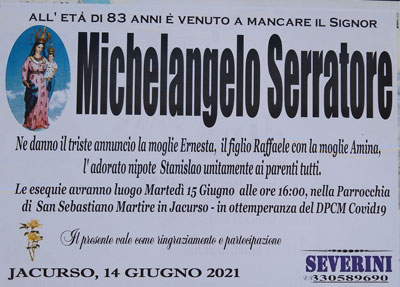 ALL'ETÀ DI 83 ANNI È VENUTO A MANCARE IL SIGNOR
Michelangelo Serratore
Ne danno il triste annuncio la moglie Ernesta, il figlio Raffaele con la moglie Amina,
l'adorato nipote Stanislao unitamente ai parenti tutti.
Le esequie avranno luogo Martedì 15 Giugno alle ore 16:00, nella Parrocchia
di San Sebastiano Martire in Jacurso - in ottemperanza del DPCM Covid19
Il presente vale come ringraziamento e partecipazione
JACURSO, 14 GIUGNO 2021
SEVERINI
330589690